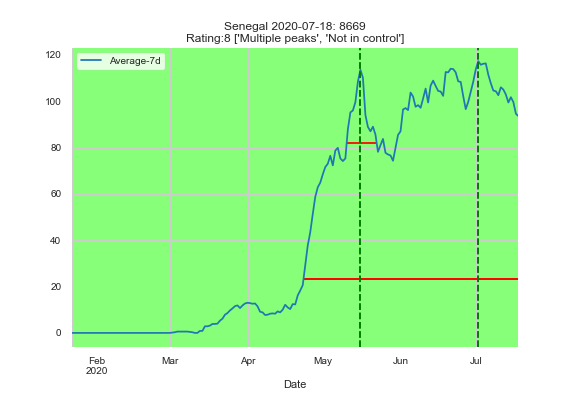 Senegal 2020-07-18: 8669
Rating:8 ['Multiple peaks', 'Not in control']
Average-7d
120
100
80
60
40
20
0
Feb Mar Apr May Jun Jul
2020
Date